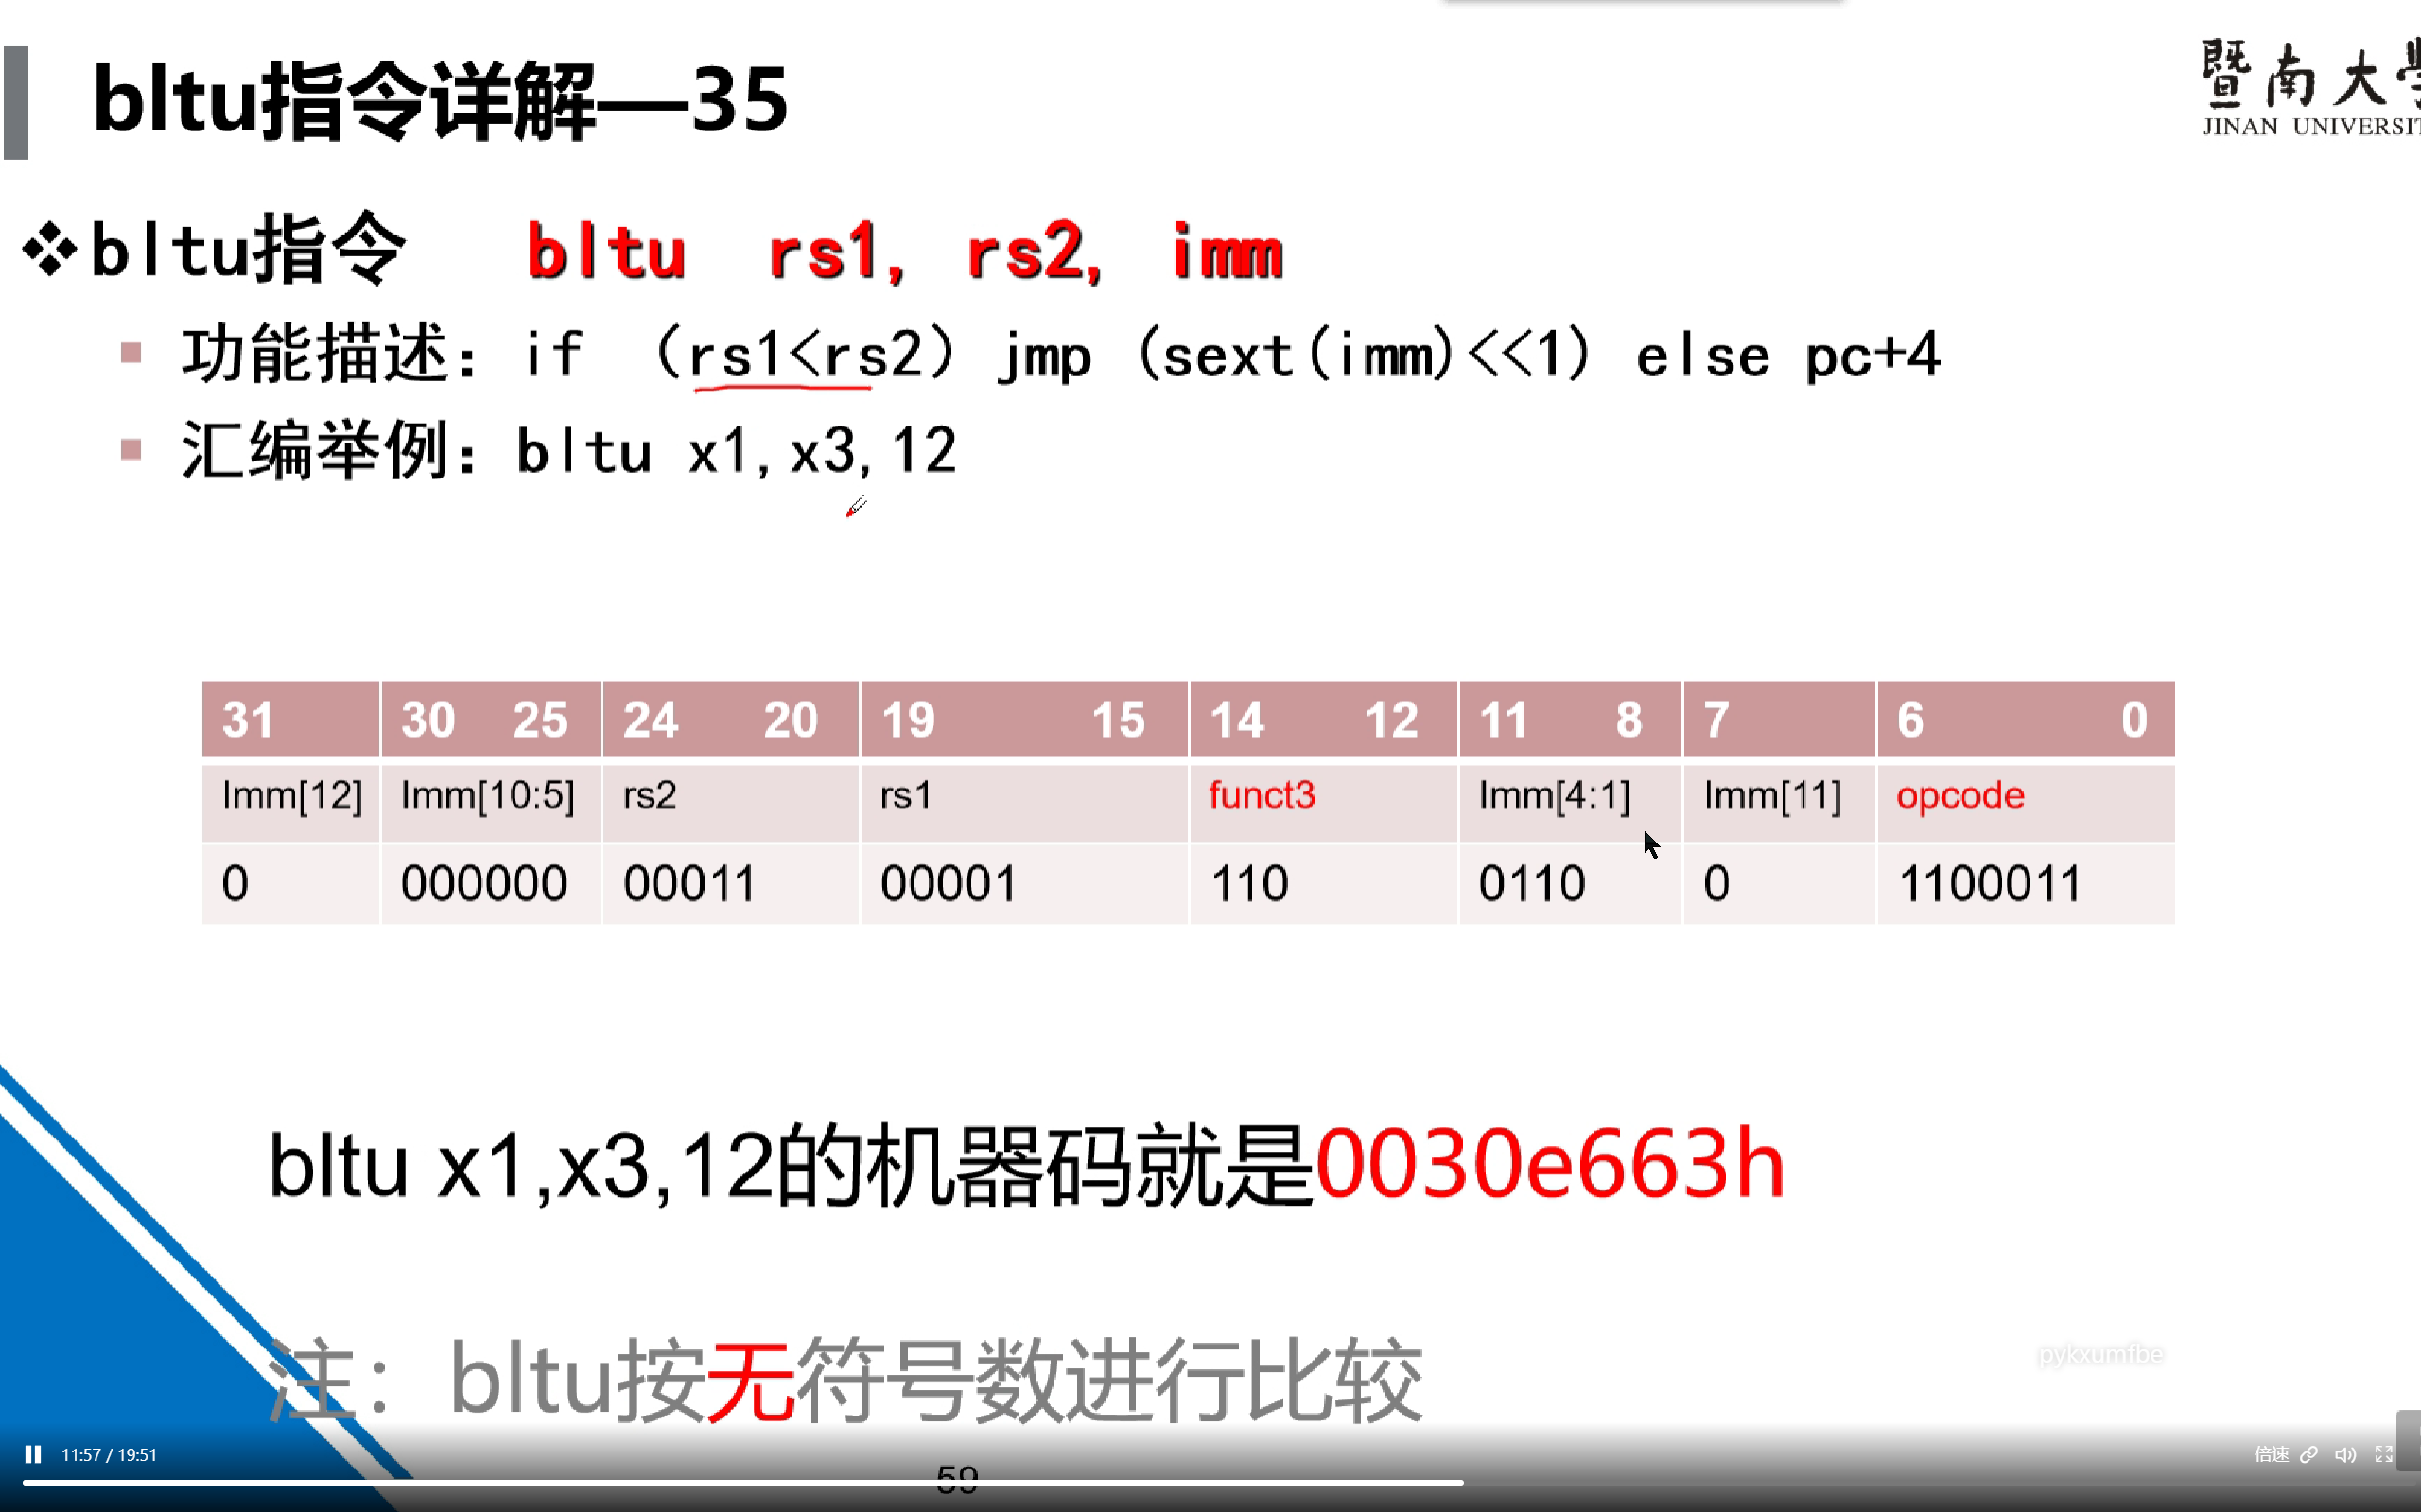 bltu指令详解—35
暨南大
JINAN UNIVERSIT
bltu指令 bltu rs1, rs2, imm
功能描述: if （rs1<rs2）jmp (sext(imm)<<1) else pc+4
汇编举例: bltu x1,x3,12
31 30 25 24 20 19 15 14 12 11 8 7 6 0
Imm[12] Imm[10:5] rs2 rs1 funct3 Imm[4:1] Imm[11] opcode
0 000000 00011 00001 110 0110 0 1100011
bltu x1,x3,12的机器码就是0030e663h
注： bltu按无符号数进行比较
pykxumfbe
11:57 / 19:51
倍速
59